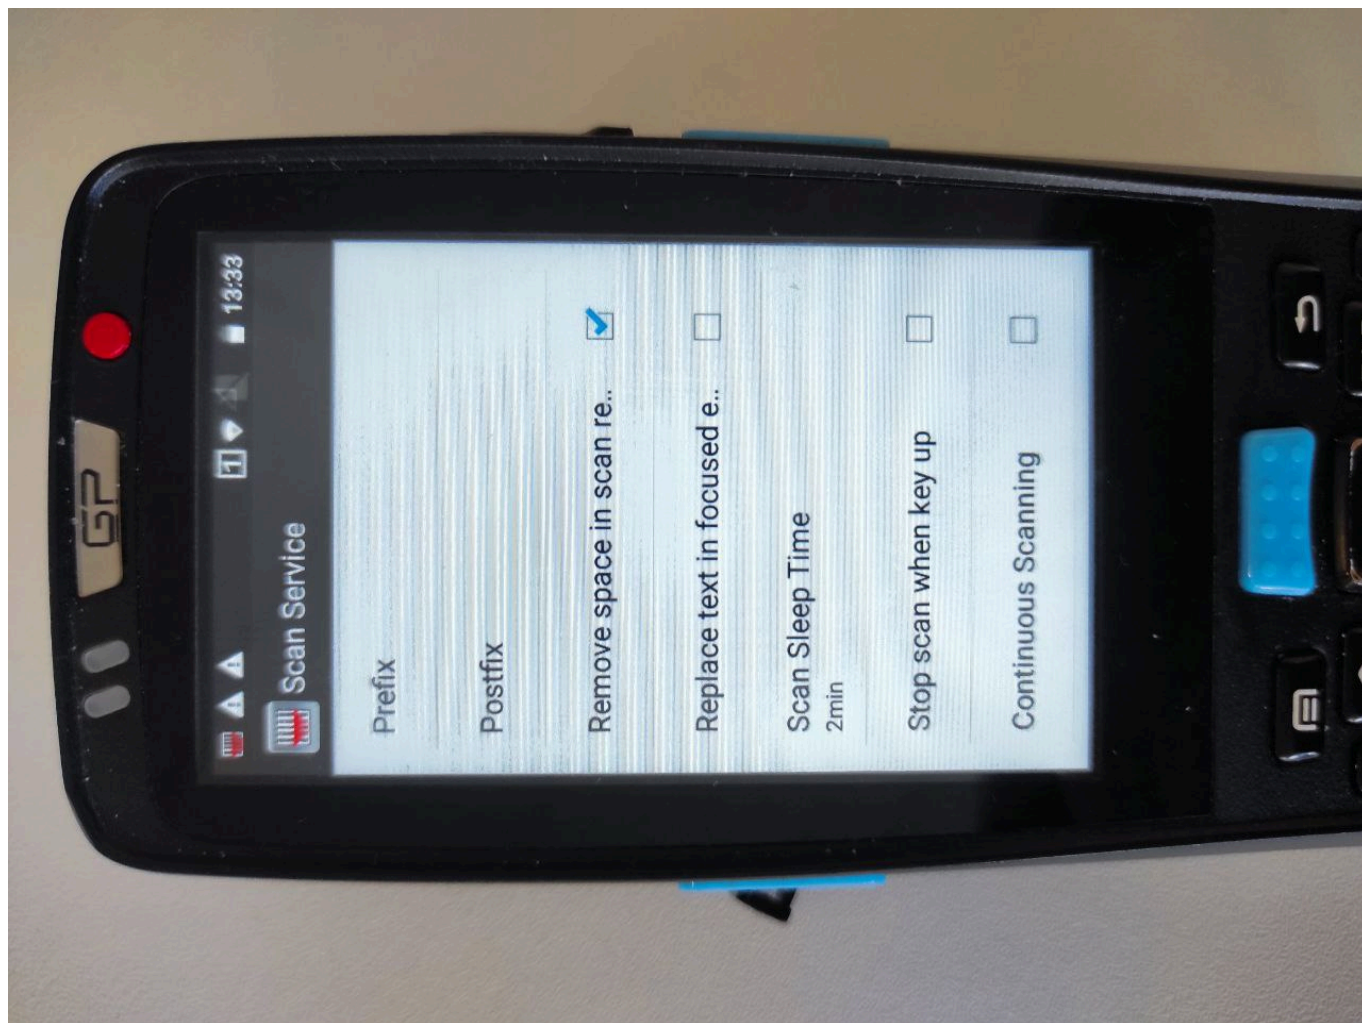 GP
1 13:33
Scan Service
Prefix
Postfix
Remove space in scan re..
Replace text in focused e..
Scan Sleep Time
2min
Stop scan when key up
Continuous Scanning